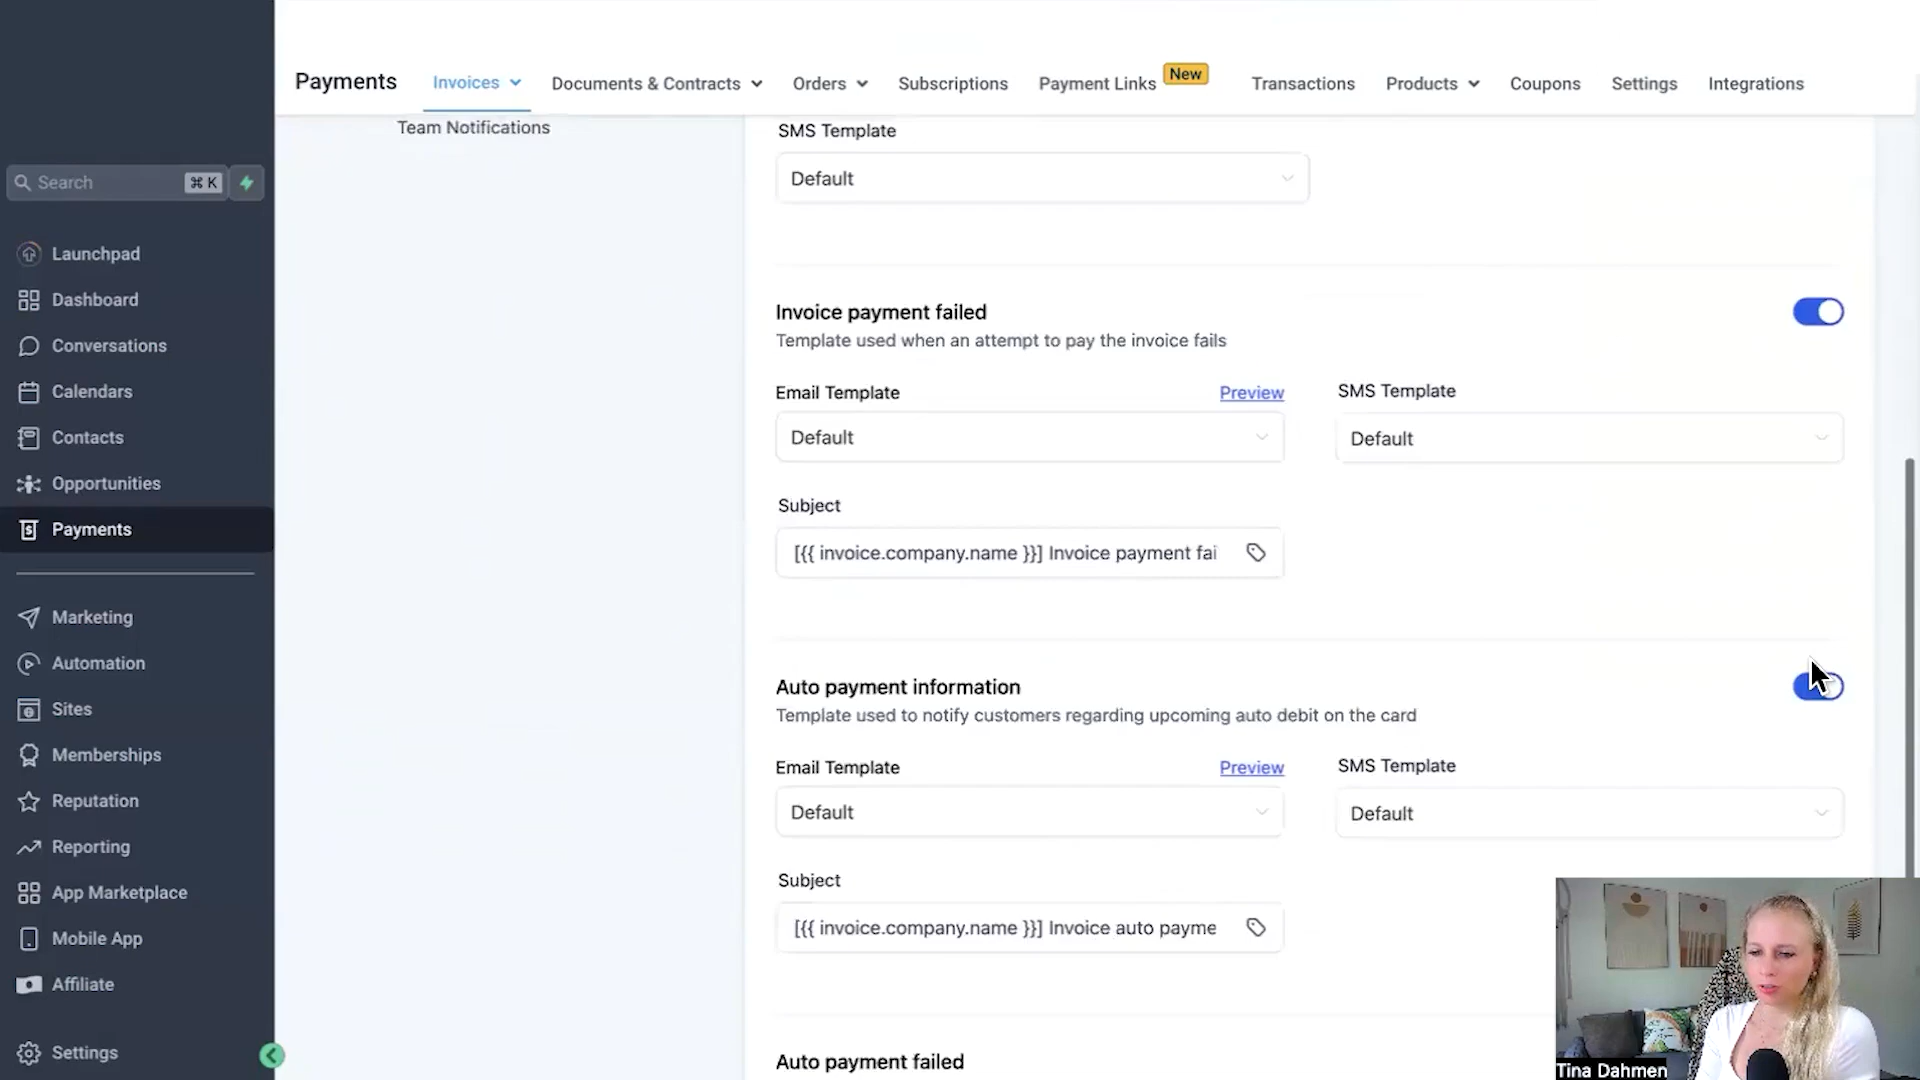 Payments
Invoices
Documents & Contracts
Orders
Subscriptions
Payment Links
New
Transactions
Products
Coupons
Settings
Integrations
Search
⌘ K
Launchpad
Dashboard
Conversations
Calendars
Contacts
Opportunities
Payments
Marketing
Automation
Sites
Memberships
Reputation
Reporting
App Marketplace
Mobile App
Affiliate
Settings
Team Notifications
SMS Template
Default
Invoice payment failed
Template used when an attempt to pay the invoice fails
Email Template
Preview
SMS Template
Default
Default
Subject
[{{ invoice.company.name }}] Invoice payment fai
Auto payment information
Template used to notify customers regarding upcoming auto debit on the card
Email Template
Preview
SMS Template
Default
Default
Subject
[{{ invoice.company.name }}] Invoice auto payme
Auto payment failed
Tina Dahmen